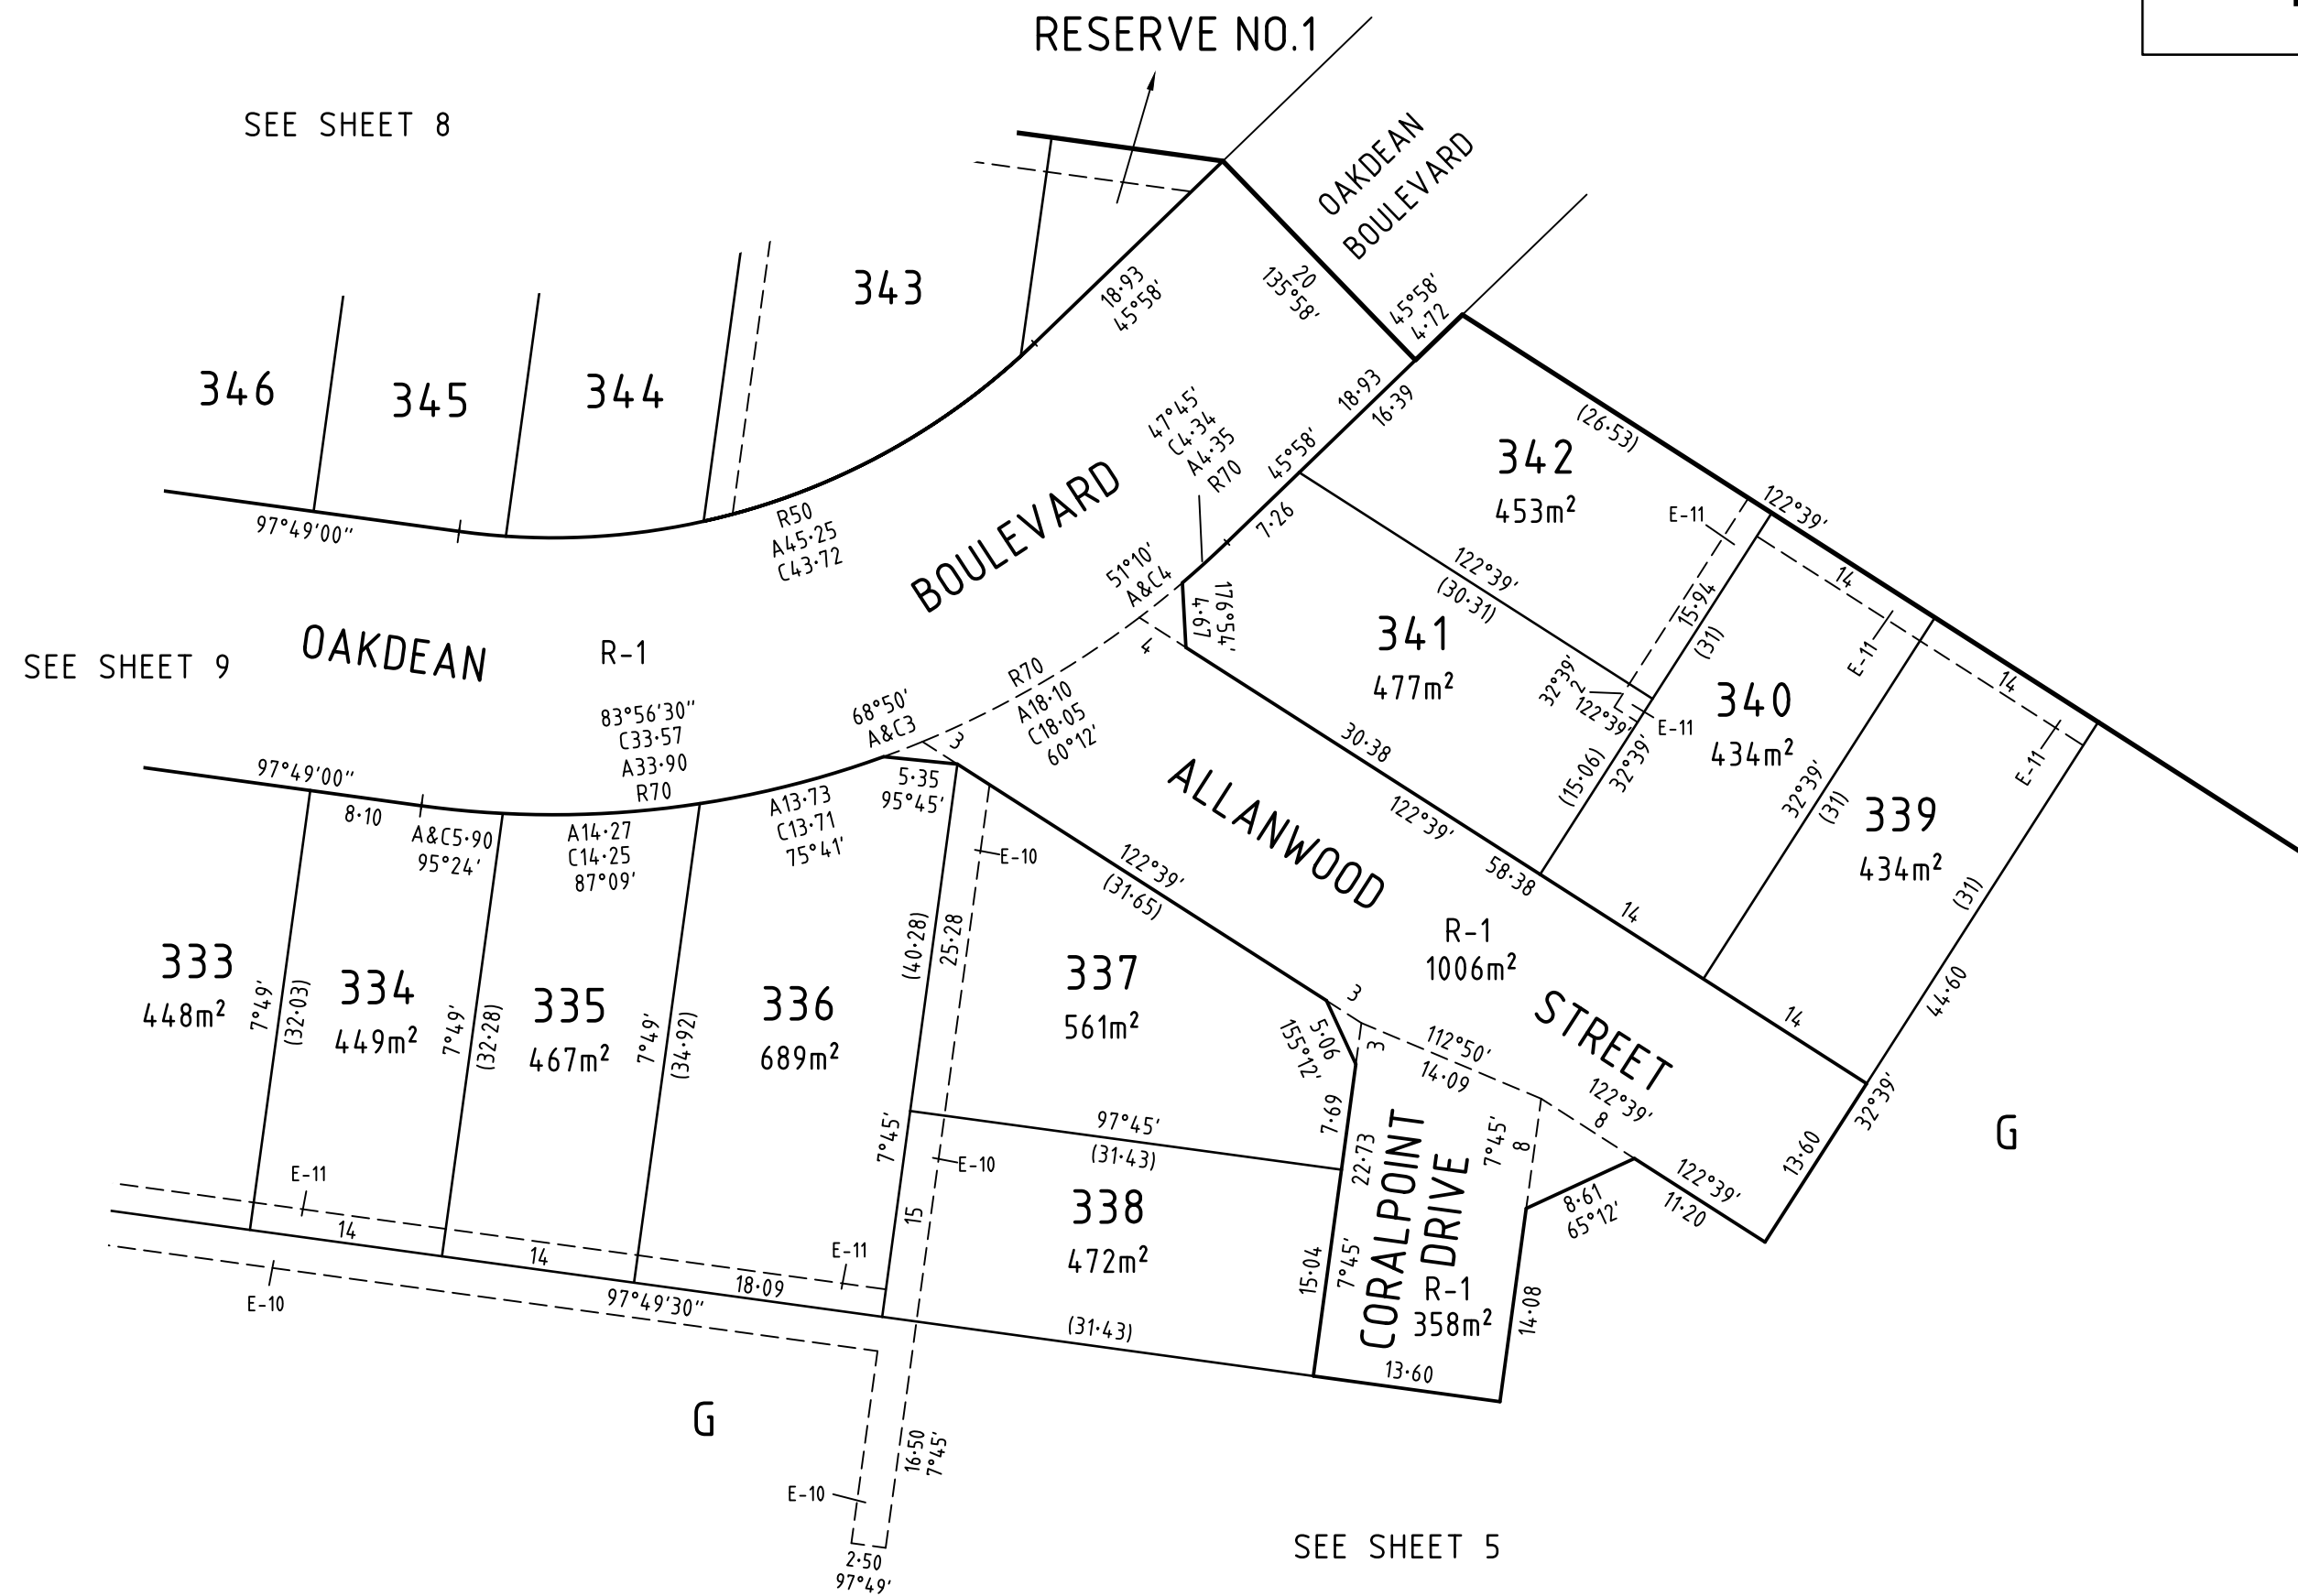 RESERVE NO.1
SEE SHEET 8
OAKDEAN
BOULEVARD
343
18·93
45°58'
20
135°58'
45°58'
4·72
346
345
344
97°49'00"
R50
A45·25
C43·72
47°45'
C4·34
A4·35
R70
18·93
16·39
45°58'
7·26
342
453m²
(26·53)
122°39'
E-11
14
BOULEVARD
51°10'
A&C4
4
176°54'
4·67
122°39'
(30·31)
341
477m²
15·94
(31)
E-11
14
OAKDEAN
R-1
SEE SHEET 9
32°39'
2
122°39'
E-11
340
434m²
E-11
83°56'30"
C33·57
A33·90
R70
68°50'
A&C3
3
R70
A18·10
C18·05
60°12'
30·38
(15·06)
32°39'
32°39'
(31)
339
434m²
97°49'00"
8·10
A&C5·90
95°24'
A14·27
C14·25
87°09'
A13·73
C13·71
75°41'
5·35
95°45'
ALLANWOOD
122°39'
58·38
14
(31)
E-10
122°39'
(31·65)
R-1
1006m²
44·60
333
448m²
7°49'
(32·03)
334
449m²
7°49'
(32·28)
335
467m²
7°49'
(34·92)
336
689m²
(40·28)
25·28
337
561m²
3
5·06
155°12'
3
112°50'
14·09
STREET
14
7°45'
97°45'
(31·43)
7·69
22·73
7°45'
8
122°39'
8
32°39'
13·60
G
E-10
E-11
14
14
E-11
18·09
15
338
472m²
15·04
7°45'
CORALPOINT
DRIVE
R-1
358m²
8·61
65°12'
122°39'
11·20
E-10
97°49'30"
(31·43)
13·60
14·08
G
16·50
7°45'
E-10
2·50
97°49'
SEE SHEET 5